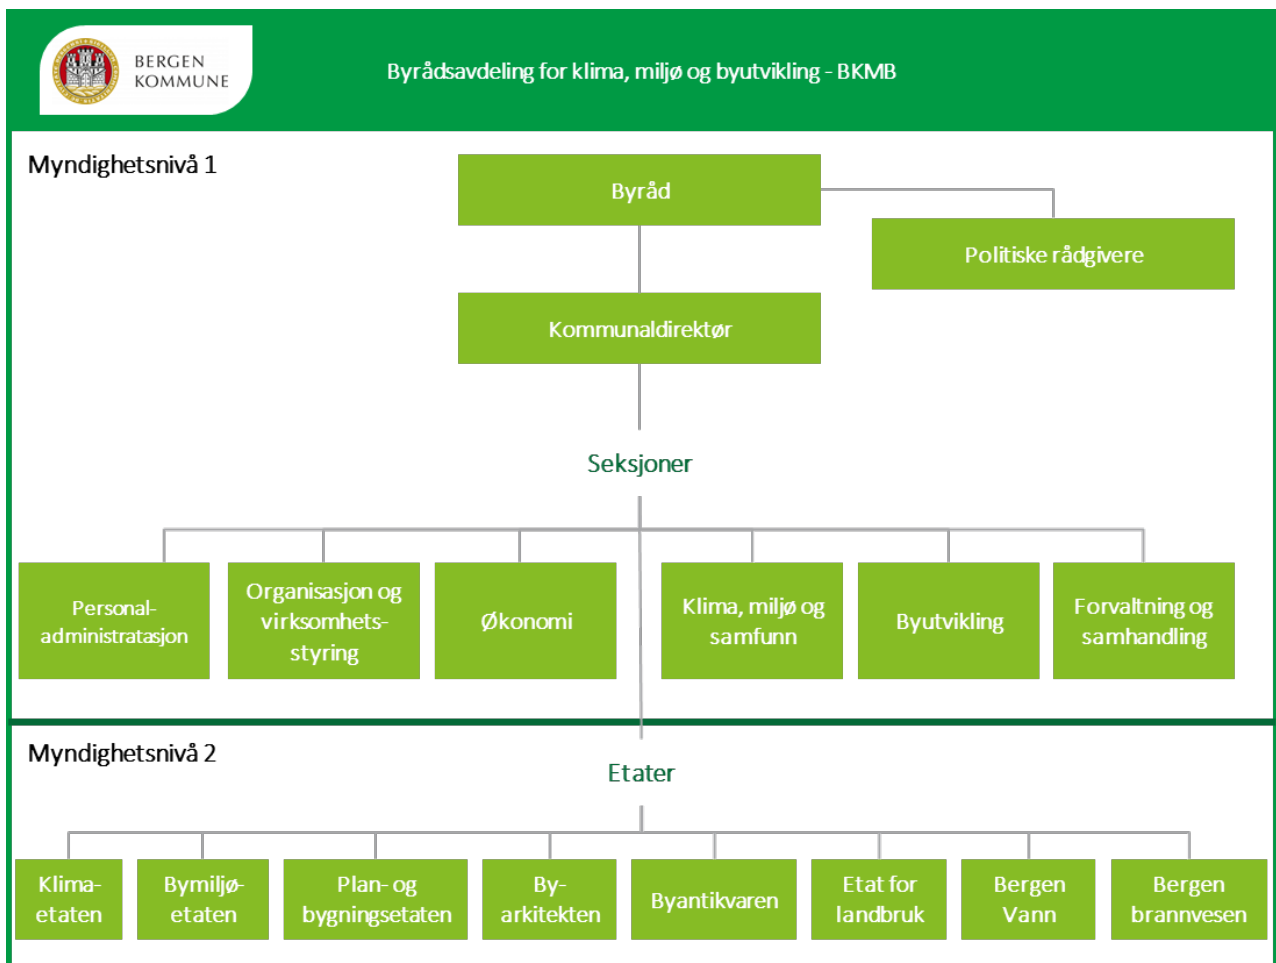 BERGEN
KOMMUNE
Byrådsavdeling for klima, miljø og byutvikling - BKMB
Myndighetsnivå 1
Byråd
Politiske rådgivere
Kommunaldirektør
Seksjoner
Personal-
administratasjon
Organisasjon og
virksomhets-
styring
Økonomi
Klima, miljø og
samfunn
Byutvikling
Forvaltning og
samhandling
Myndighetsnivå 2
Etater
Klima-
etaten
Bymiljø-
etaten
Plan- og
bygningsetaten
By-
arkitekten
Byantikvaren
Etat for
landbruk
Bergen
Vann
Bergen
brannvesen